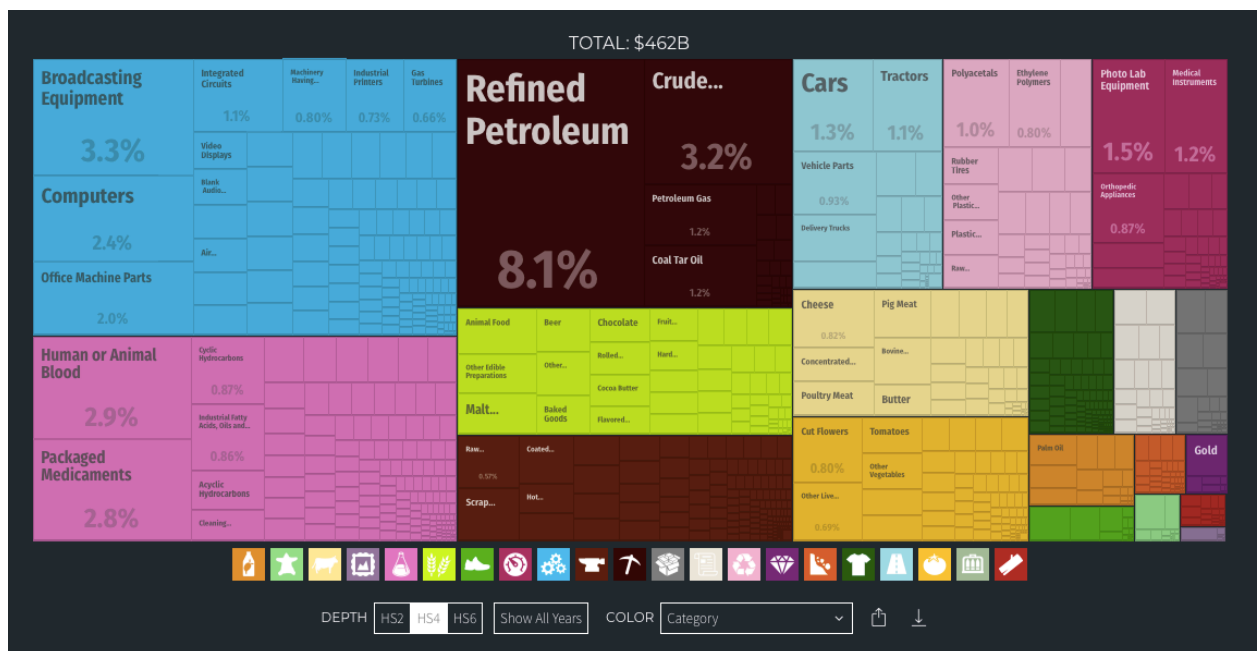 TOTAL: $462B
Broadcasting
Equipment
3.3%
Computers
2.4%
Office Machine Parts
2.0%
Integrated
Circuits
1.1%
Machinery
Having...
0.80%
Industrial
Printers
0.73%
Gas
Turbines
0.66%
Video
Displays
Blank
Audio...
Air...
Human or Animal
Blood
2.9%
Packaged
Medicaments
2.8%
Cyclic
Hydrocarbons
0.87%
Industrial Fatty
Acids, Oils and...
0.86%
Acyclic
Hydrocarbons
Cleaning...
Refined
Petroleum
8.1%
Crude...
3.2%
Petroleum Gas
1.2%
Coal Tar Oil
1.2%
Animal Food
Other Edible
Preparations
Malt...
Beer
Other...
Baked
Goods
Chocolate
Rolled...
Cocoa Butter
Flavored...
Fruit...
Hard...
Raw...
0.57%
Scrap...
Coated...
Hot...
Cars
1.3%
Tractors
1.1%
Vehicle Parts
0.93%
Delivery Trucks
Polyacetals
1.0%
Ethylene
Polymers
0.80%
Rubber
Tires
Other
Plastic...
Plastic...
Raw...
Photo Lab
Equipment
1.5%
Medical
Instruments
1.2%
Orthopedic
Appliances
0.87%
Cheese
0.82%
Concentrated...
Poultry Meat
Pig Meat
Bovine...
Butter
Cut Flowers
0.80%
Other Live...
0.69%
Tomatoes
Other
Vegetables
Palm Oil
Gold
DEPTH HS2 HS4 HS6 Show All Years COLOR Category